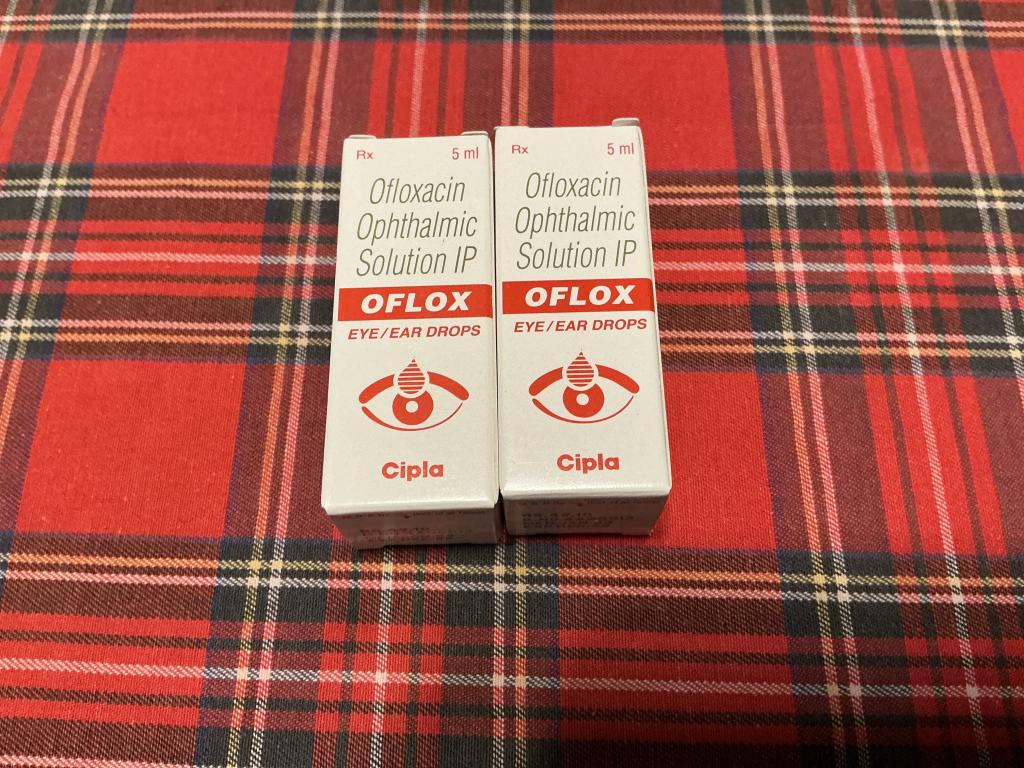 Rx 5 ml
Ofloxacin
Ophthalmic
Solution IP
OFLOX
EYE/EAR DROPS
Cipla
Rx 5 ml
Ofloxacin
Ophthalmic
Solution IP
OFLOX
EYE/EAR DROPS
Cipla